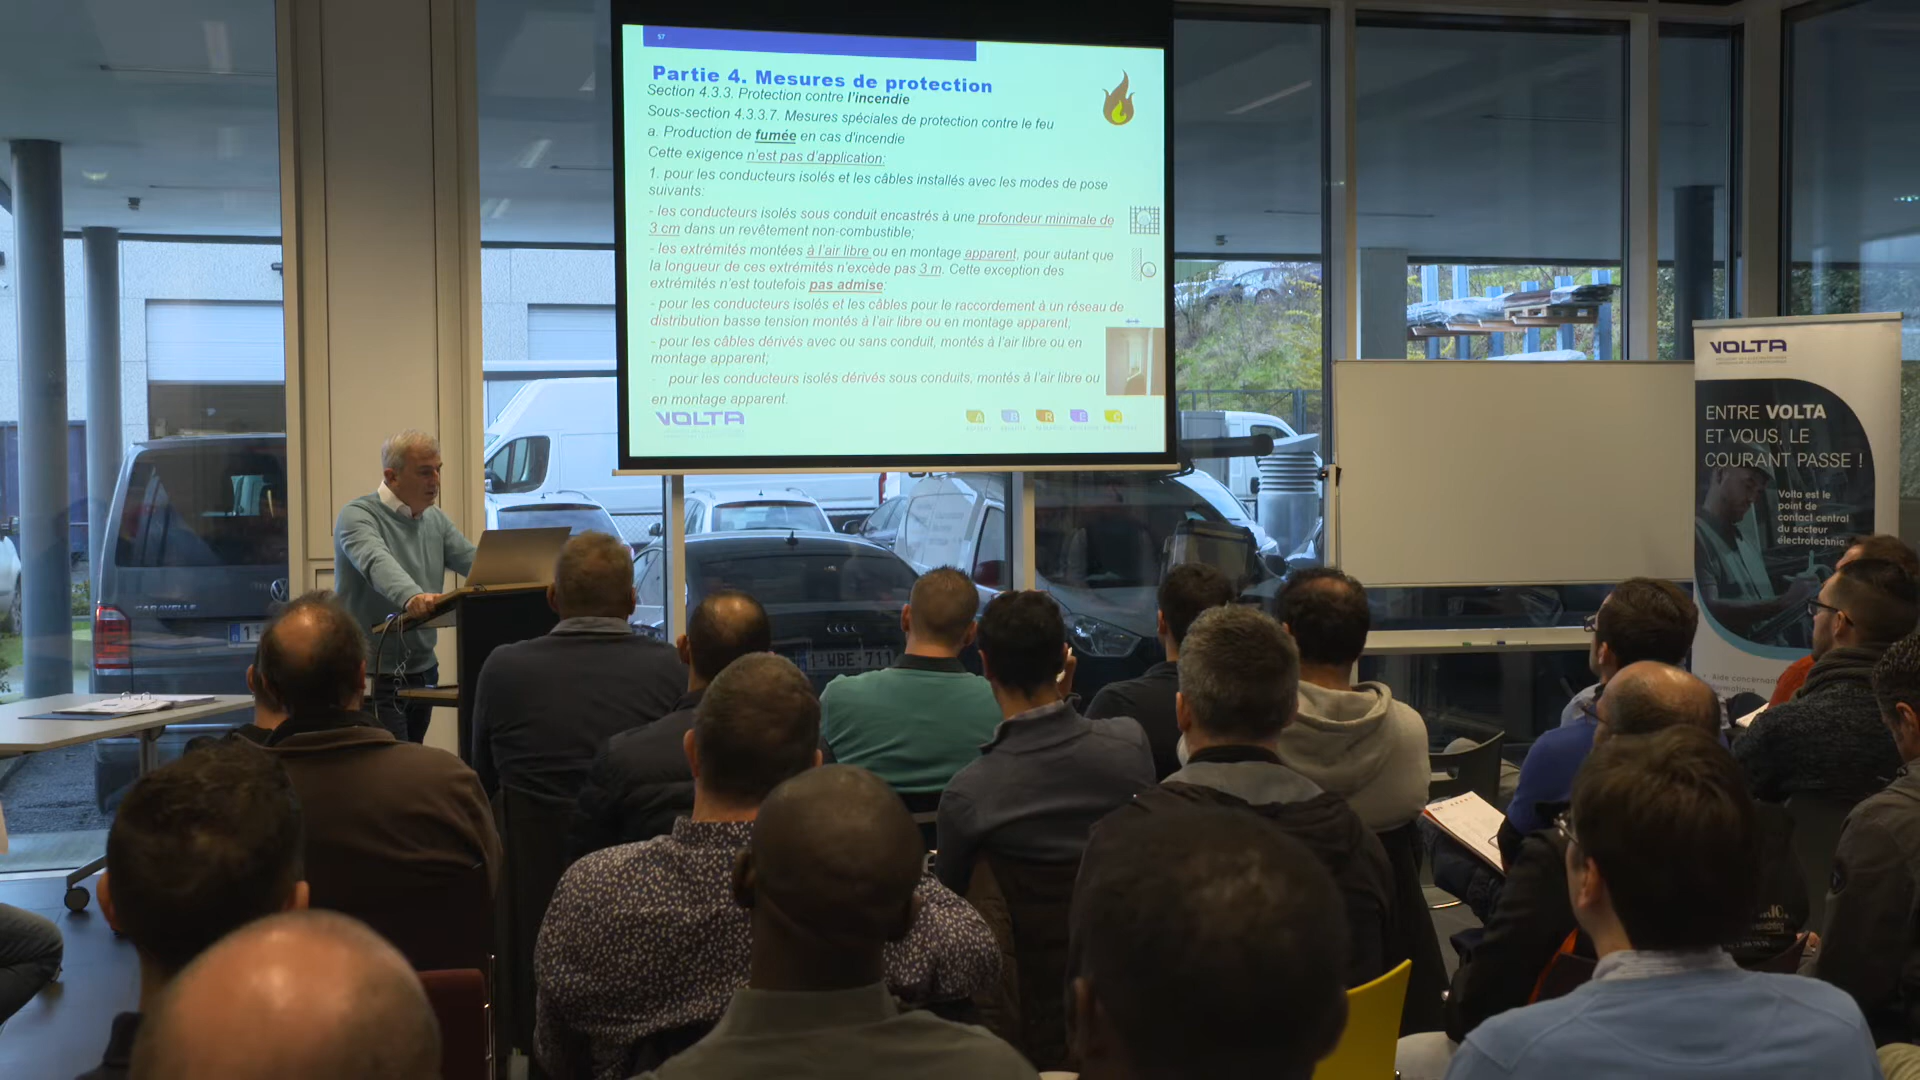 57
Partie 4. Mesures de protection
Section 4.3.3. Protection contre l'incendie
Sous-section 4.3.3.7. Mesures spéciales de protection contre le feu
a. Production de fumée en cas d'incendie
Cette exigence n'est pas d'application:
1. pour les conducteurs isolés et les câbles installés avec les modes de pose
suivants:
- les conducteurs isolés sous conduit encastrés à une profondeur minimale de
3 cm dans un revêtement non-combustible;
- les extrémités montées à l'air libre ou en montage apparent, pour autant que
la longueur de ces extrémités n'excède pas 3 m. Cette exception des
extrémités n'est toutefois pas admise:
- pour les conducteurs isolés et les câbles pour le raccordement à un réseau de
distribution basse tension montés à l'air libre ou en montage apparent;
- pour les câbles dérivés avec ou sans conduit, montés à l'air libre ou en
montage apparent;
- pour les conducteurs isolés dérivés sous conduits, montés à l'air libre ou
en montage apparent.
VOLTA
A B R E C
VOLTA
ENTRE VOLTA
ET VOUS, LE
COURANT PASSE !
Volta est le
point de
contact central
du secteur
électrotechnic
• Aide concernant
CARAVELLE
1-WBE-711